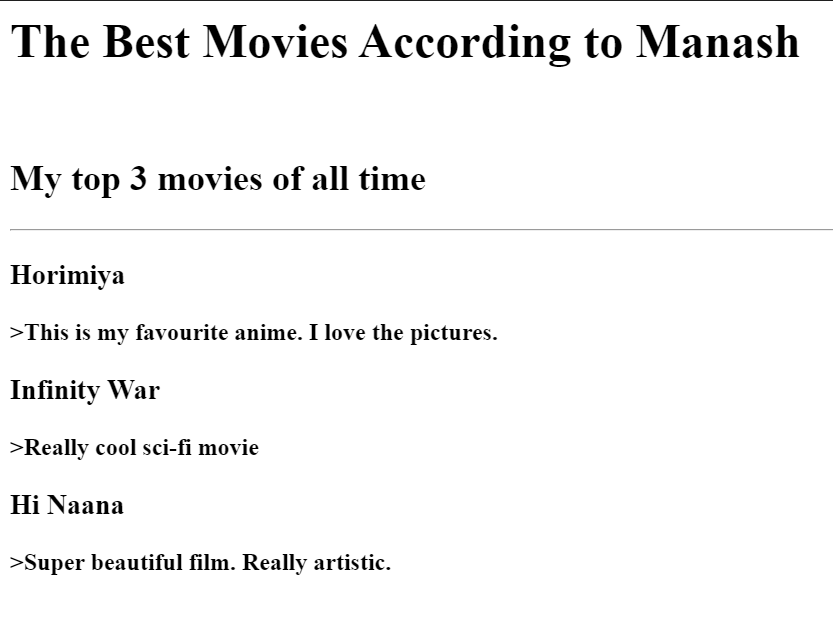 The Best Movies According to Manash
My top 3 movies of all time
Horimiya
>This is my favourite anime. I love the pictures.
Infinity War
>Really cool sci-fi movie
Hi Naana
>Super beautiful film. Really artistic.